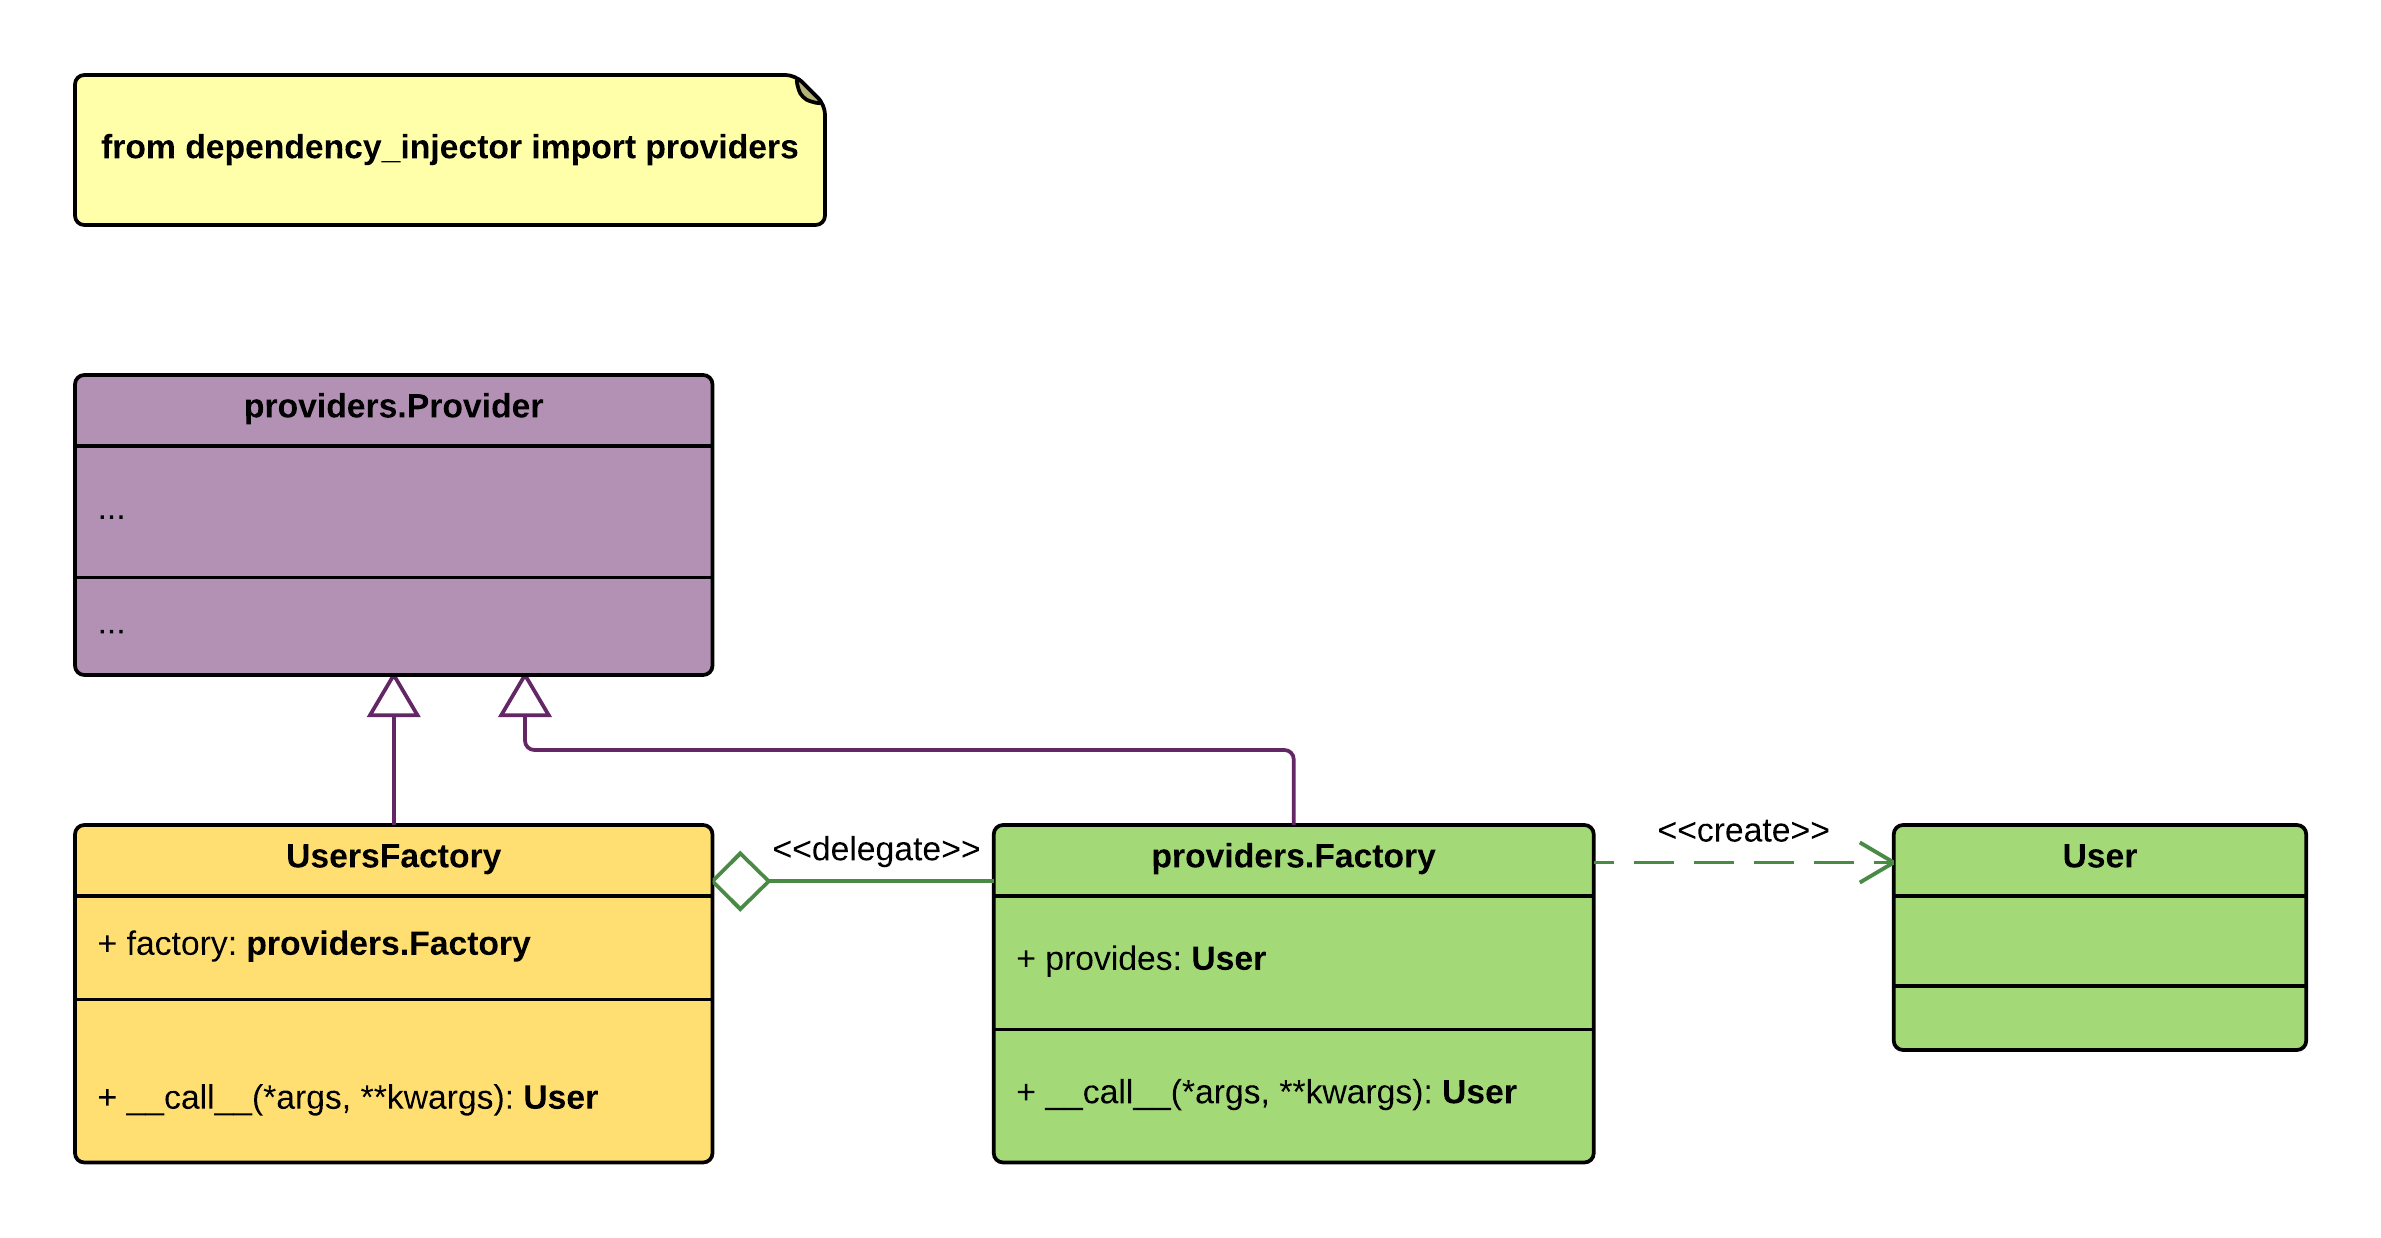 from dependency_injector import providers
providers.Provider
...
...
UsersFactory
+ factory: providers.Factory
+ __call__(*args, **kwargs): User
<<delegate>>
providers.Factory
+ provides: User
+ __call__(*args, **kwargs): User
<<create>>
User